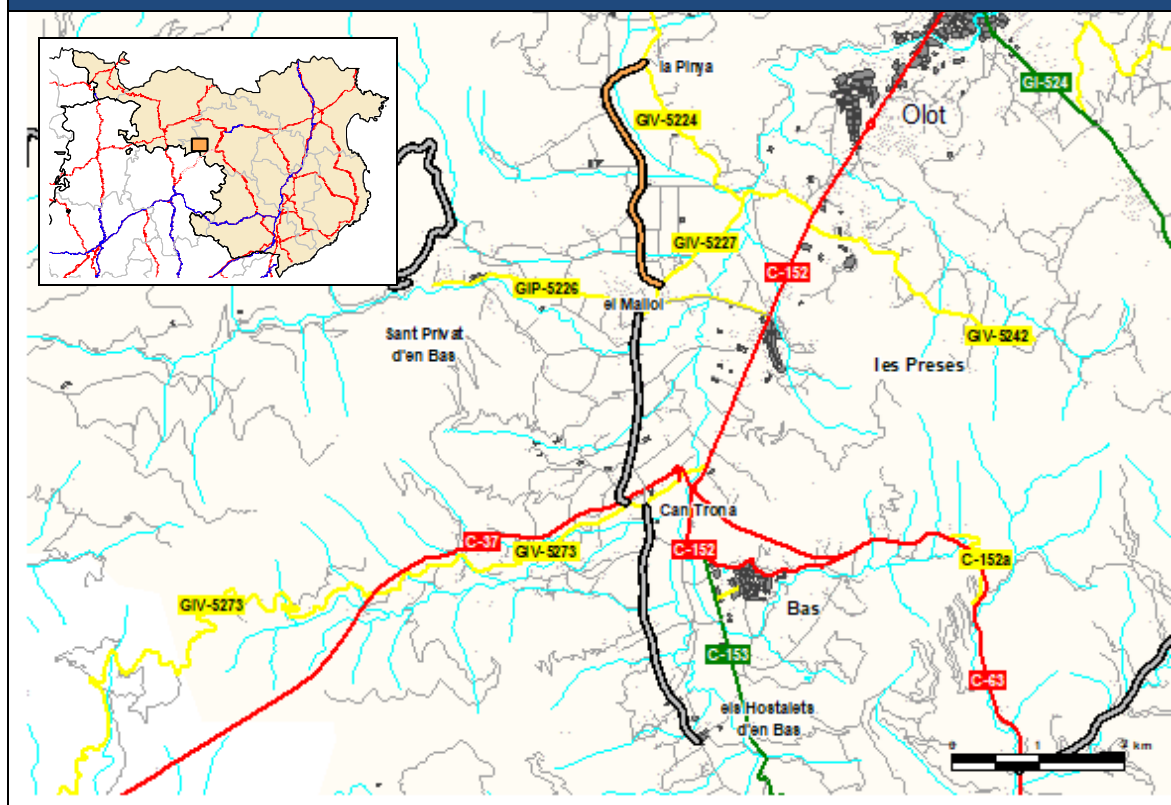 la Pinya
GI-524
Olot
GIV-5224
GIV-5227
C-152
GIP-5226
el Mallol
Sant Privat
d'en Bas
GIV-5242
les Preses
Can Trona
C-37
GIV-5273
C-152
C-152a
GIV-5273
Bas
C-153
C-63
els Hostalets
d'en Bas
0 1 2 km